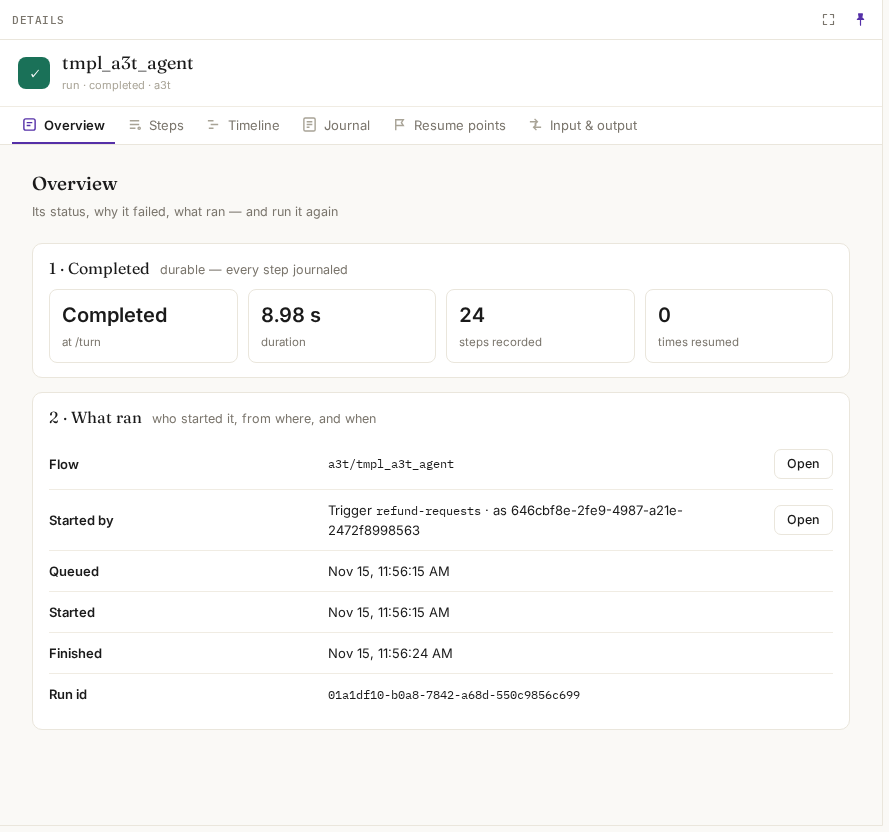 DETAILS
✓
tmpl_a3t_agent
run · completed · a3t
Overview
Steps
Timeline
Journal
Resume points
Input & output
Overview
Its status, why it failed, what ran — and run it again
1 · Completed durable — every step journaled
Completed
at /turn
8.98 s
duration
24
steps recorded
0
times resumed
2 · What ran who started it, from where, and when
Flow a3t/tmpl_a3t_agent Open
Started by Trigger refund-requests · as 646cbf8e-2fe9-4987-a21e-
2472f8998563 Open
Queued Nov 15, 11:56:15 AM
Started Nov 15, 11:56:15 AM
Finished Nov 15, 11:56:24 AM
Run id 01a1df10-b0a8-7842-a68d-550c9856c699